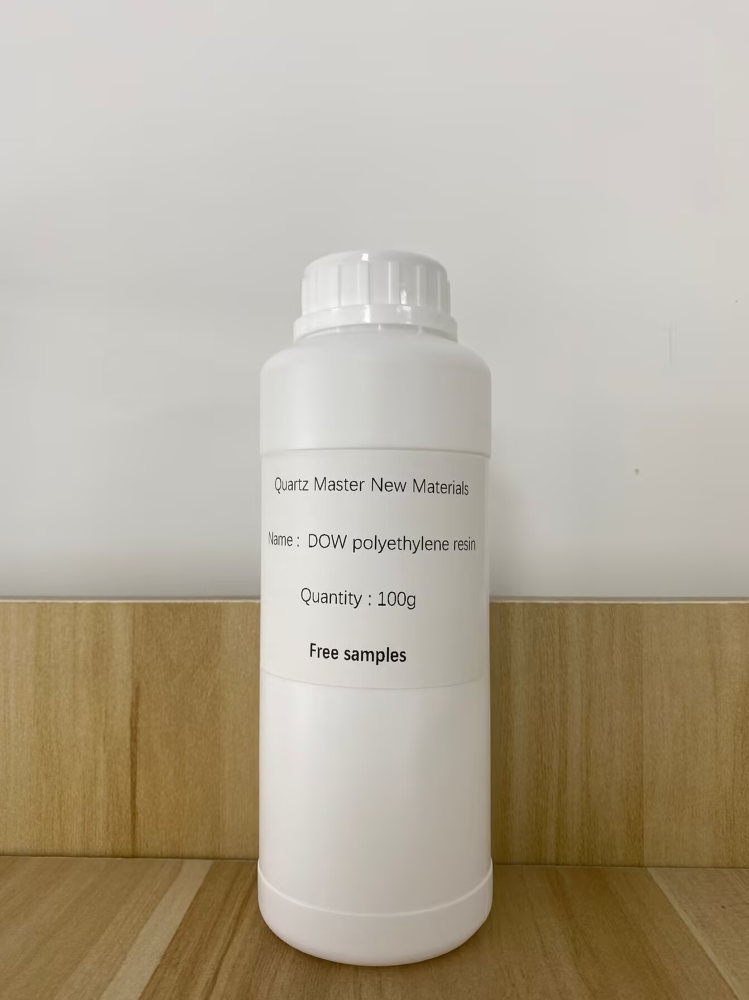 Quartz Master New Materials
Name : DOW polyethylene resin
Quantity : 100g
Free samples